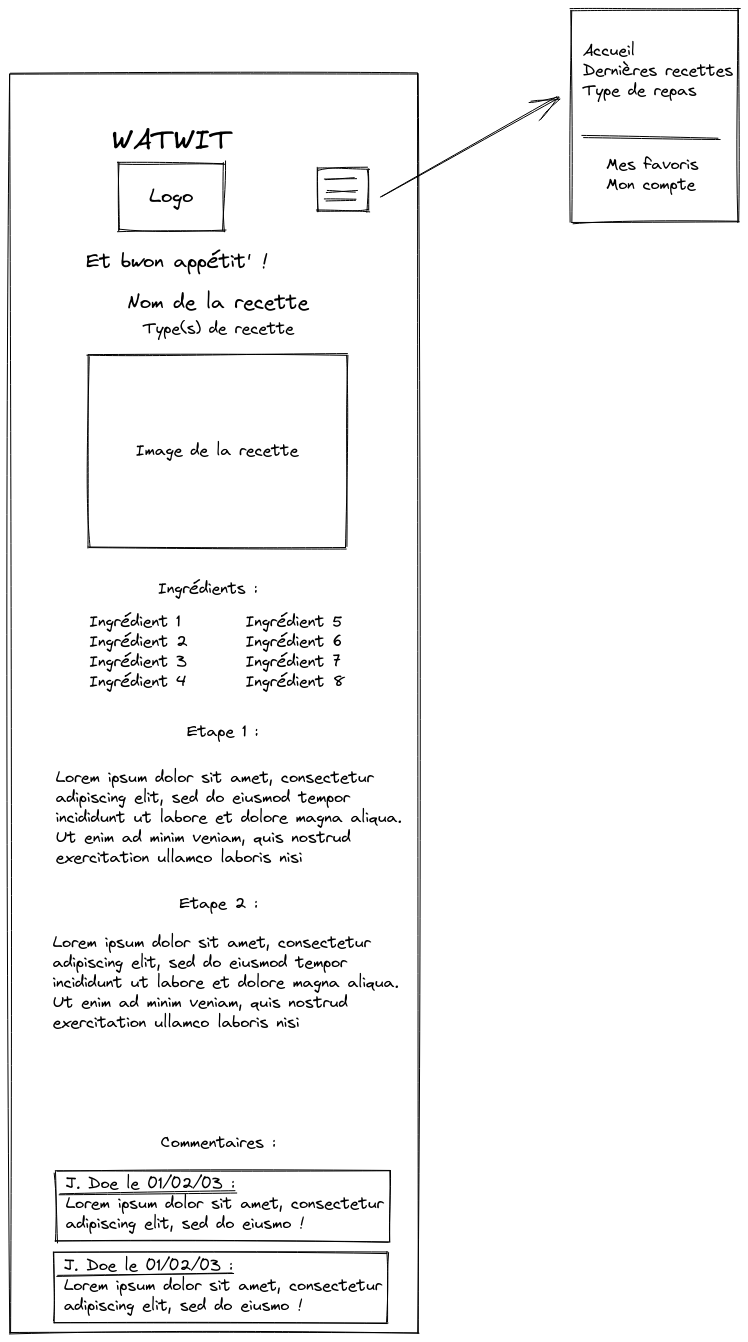 WATWIT
Logo
Et bwon appétit' !
Nom de la recette
Type(s) de recette
Image de la recette
Ingrédients :
Ingrédient 1
Ingrédient 2
Ingrédient 3
Ingrédient 4
Ingrédient 5
Ingrédient 6
Ingrédient 7
Ingrédient 8
Etape 1 :
Lorem ipsum dolor sit amet, consectetur
adipiscing elit, sed do eiusmod tempor
incididunt ut labore et dolore magna aliqua.
Ut enim ad minim veniam, quis nostrud
exercitation ullamco laboris nisi
Etape 2 :
Lorem ipsum dolor sit amet, consectetur
adipiscing elit, sed do eiusmod tempor
incididunt ut labore et dolore magna aliqua.
Ut enim ad minim veniam, quis nostrud
exercitation ullamco laboris nisi
Commentaires :
J. Doe le 01/02/03 :
Lorem ipsum dolor sit amet, consectetur
adipiscing elit, sed do eiusmo !
J. Doe le 01/02/03 :
Lorem ipsum dolor sit amet, consectetur
adipiscing elit, sed do eiusmo !
Accueil
Dernières recettes
Type de repas
Mes favoris
Mon compte